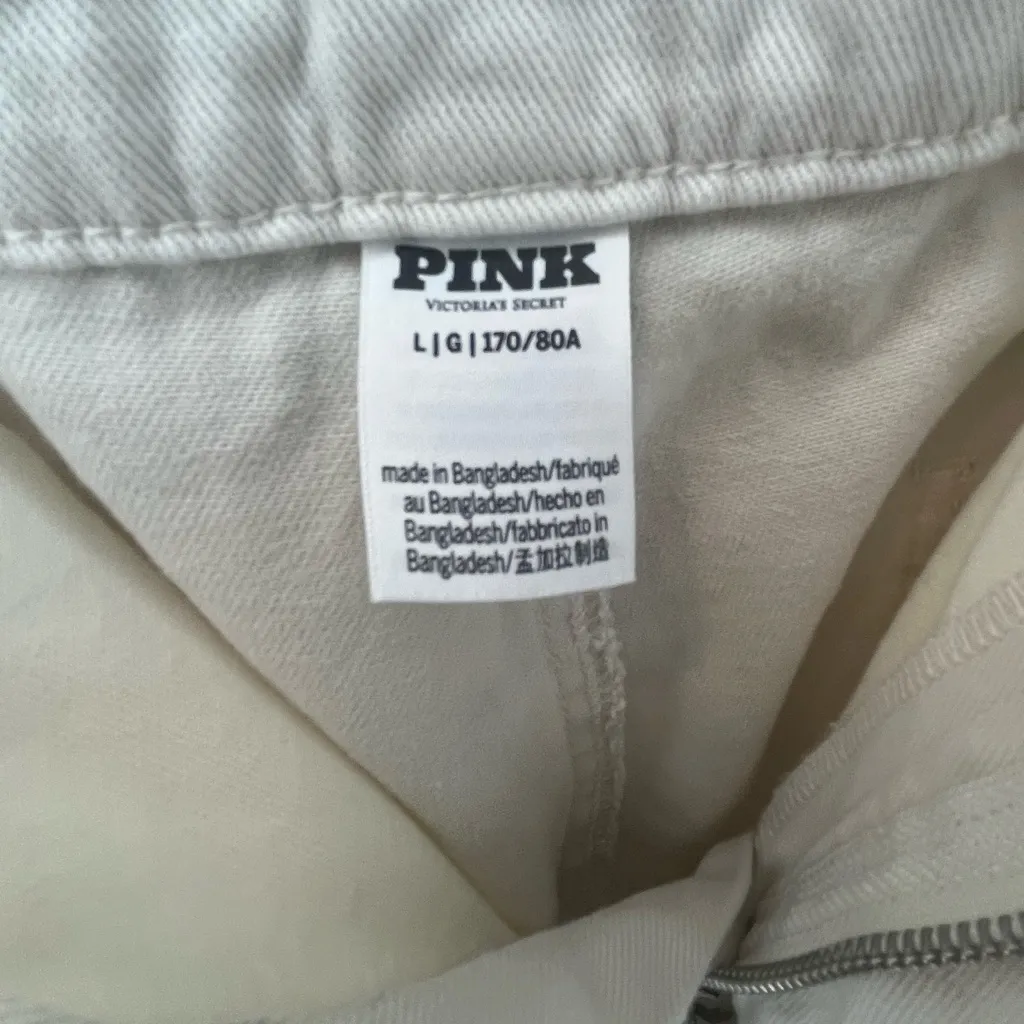 PINK
VICTORIA'S SECRET
L | G | 170/80A
made in Bangladesh/fabriqué
au Bangladesh/hecho en
Bangladesh/fabbricato in
Bangladesh/孟加拉制造